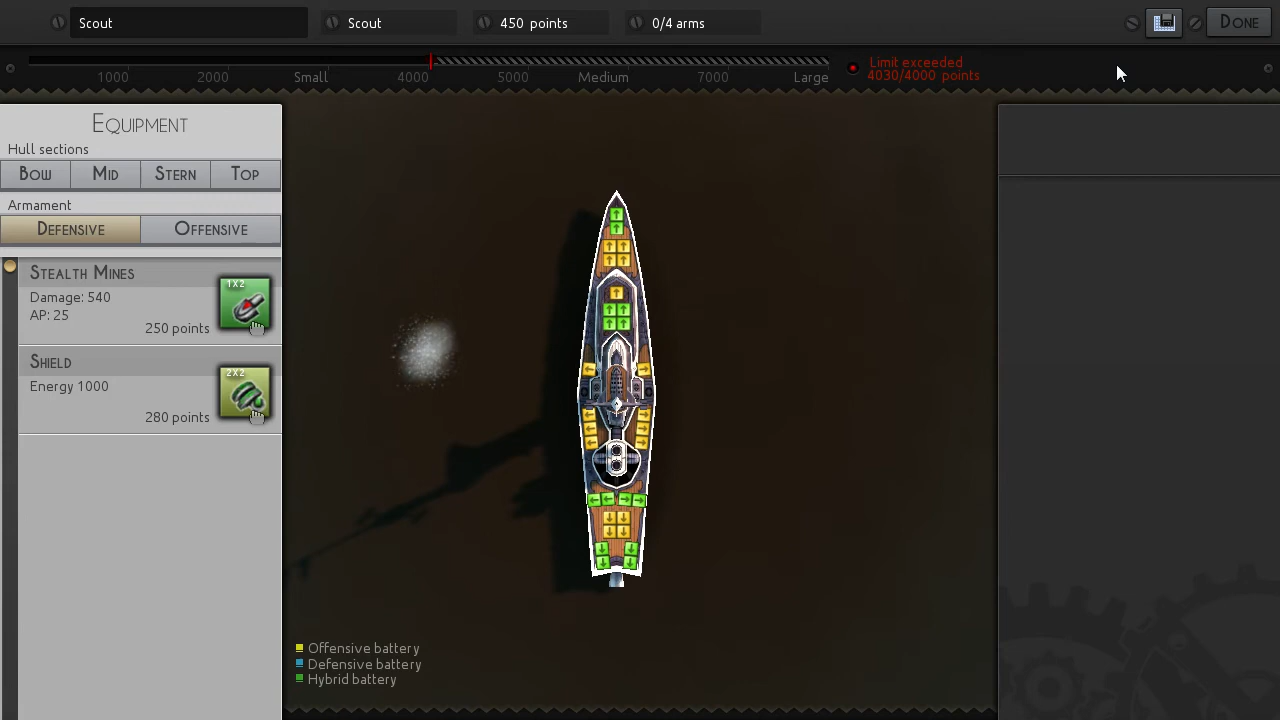 Scout
Scout
450 points
0/4 arms
Done
1000
2000
Small
4000
5000
Medium
7000
Large
Limit exceeded
4030/4000 points
Equipment
Hull sections
Bow
Mid
Stern
Top
Armament
Defensive
Offensive
Stealth Mines
Damage: 540
AP: 25
250 points
1X2
Shield
Energy 1000
280 points
2X2
Offensive battery
Defensive battery
Hybrid battery